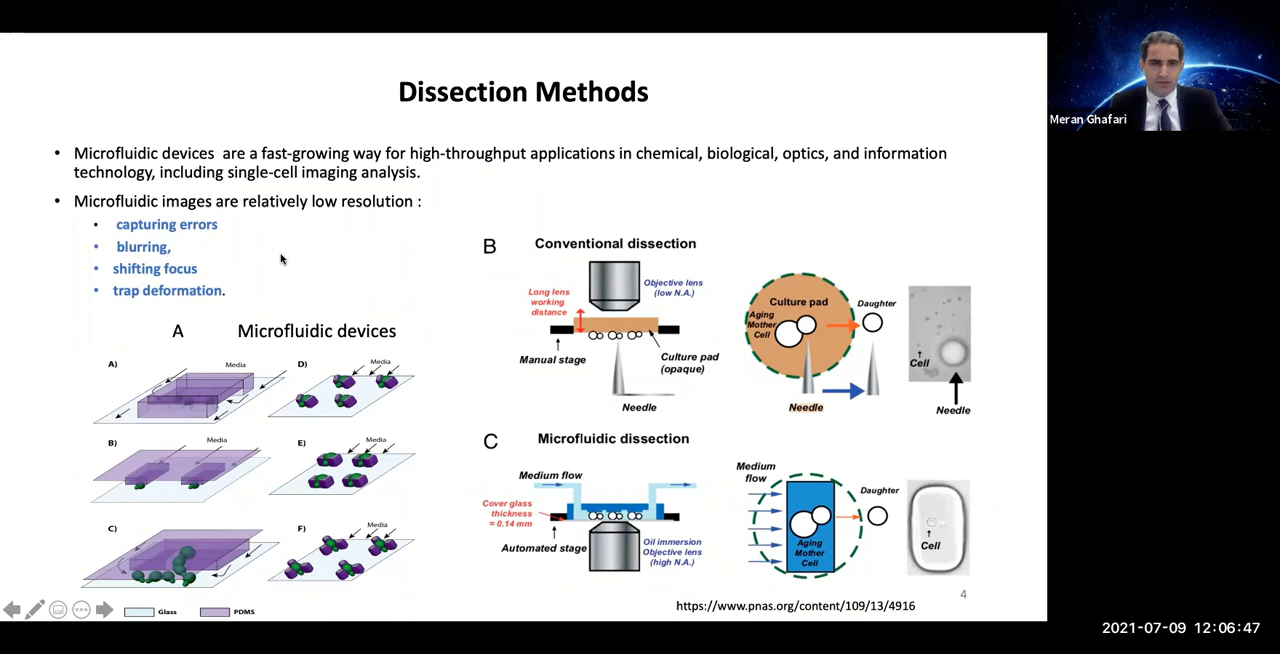 Dissection Methods
Meran Ghafari
• Microfluidic devices are a fast-growing way for high-throughput applications in chemical, biological, optics, and information
technology, including single-cell imaging analysis.
• Microfluidic images are relatively low resolution :
• capturing errors
• blurring,
• shifting focus
• trap deformation.
A Microfluidic devices
A)
Media
D)
Media
B)
Media
E)
Media
C)
F)
Media
Glass
PDMS
B Conventional dissection
Long lens
working
distance
Objective lens
(low N.A.)
Manual stage
Culture pad
(opaque)
Needle
Culture pad
Aging
Mother
Cell
Daughter
Needle
Cell
Needle
C Microfluidic dissection
Medium flow
Cover glass
thickness
= 0.14 mm
Automated stage
Oil immersion
Objective lens
(high N.A.)
Medium
flow
Daughter
Aging
Mother
Cell
Cell
4
https://www.pnas.org/content/109/13/4916
2021-07-09 12:06:47